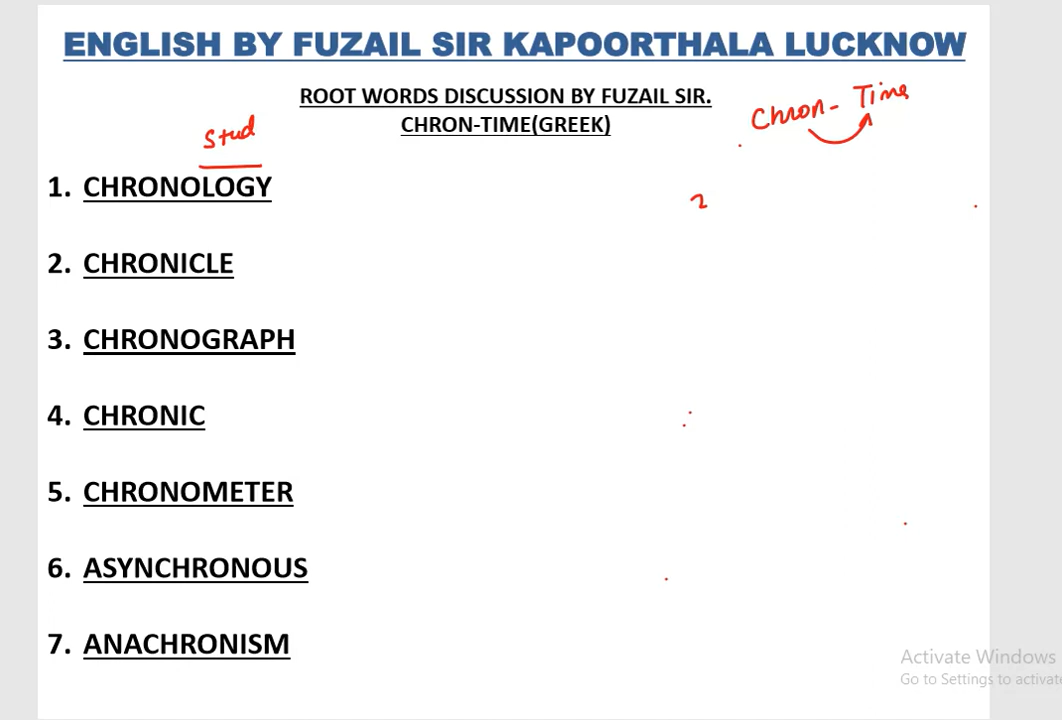 ENGLISH BY FUZAIL SIR KAPOORTHALA LUCKNOW
ROOT WORDS DISCUSSION BY FUZAIL SIR.
CHRON-TIME(GREEK)
Chron - Time
Stud
1. CHRONOLOGY
2
2. CHRONICLE
3. CHRONOGRAPH
4. CHRONIC
5. CHRONOMETER
6. ASYNCHRONOUS
7. ANACHRONISM
Activate Windows
Go to Settings to activat